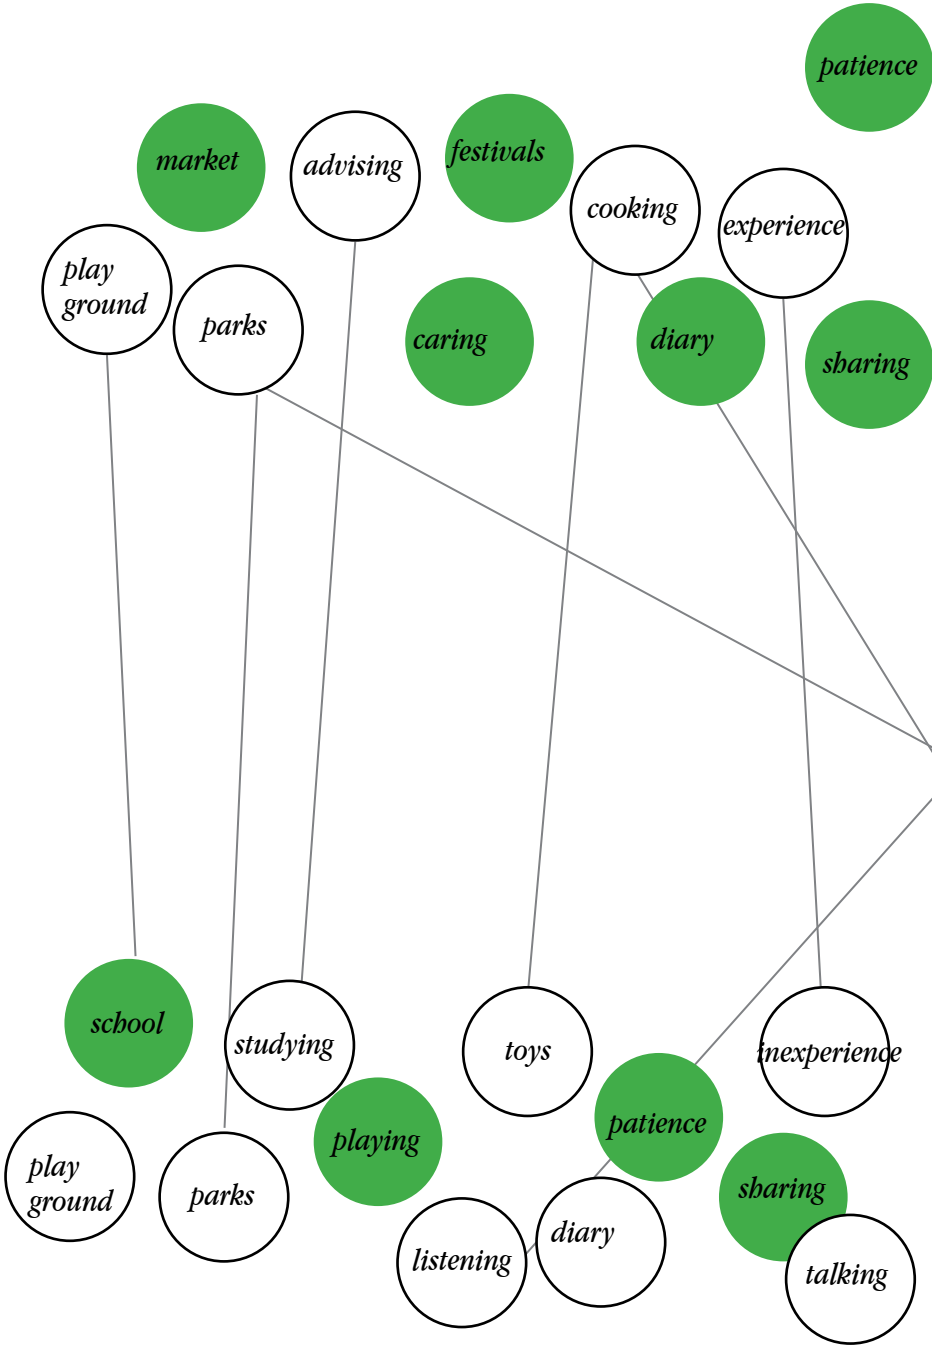 patience
market
advising
festivals
cooking
experience
play
ground
parks
caring
diary
sharing
school
studying
toys
inexperience
playing
patience
play
ground
parks
listening
diary
sharing
talking